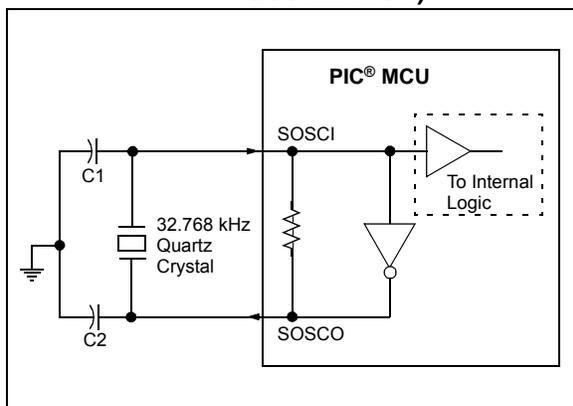 PIC® MCU
SOSCI
C1
To Internal
Logic
32.768 kHz
Quartz
Crystal
C2
SOSCO